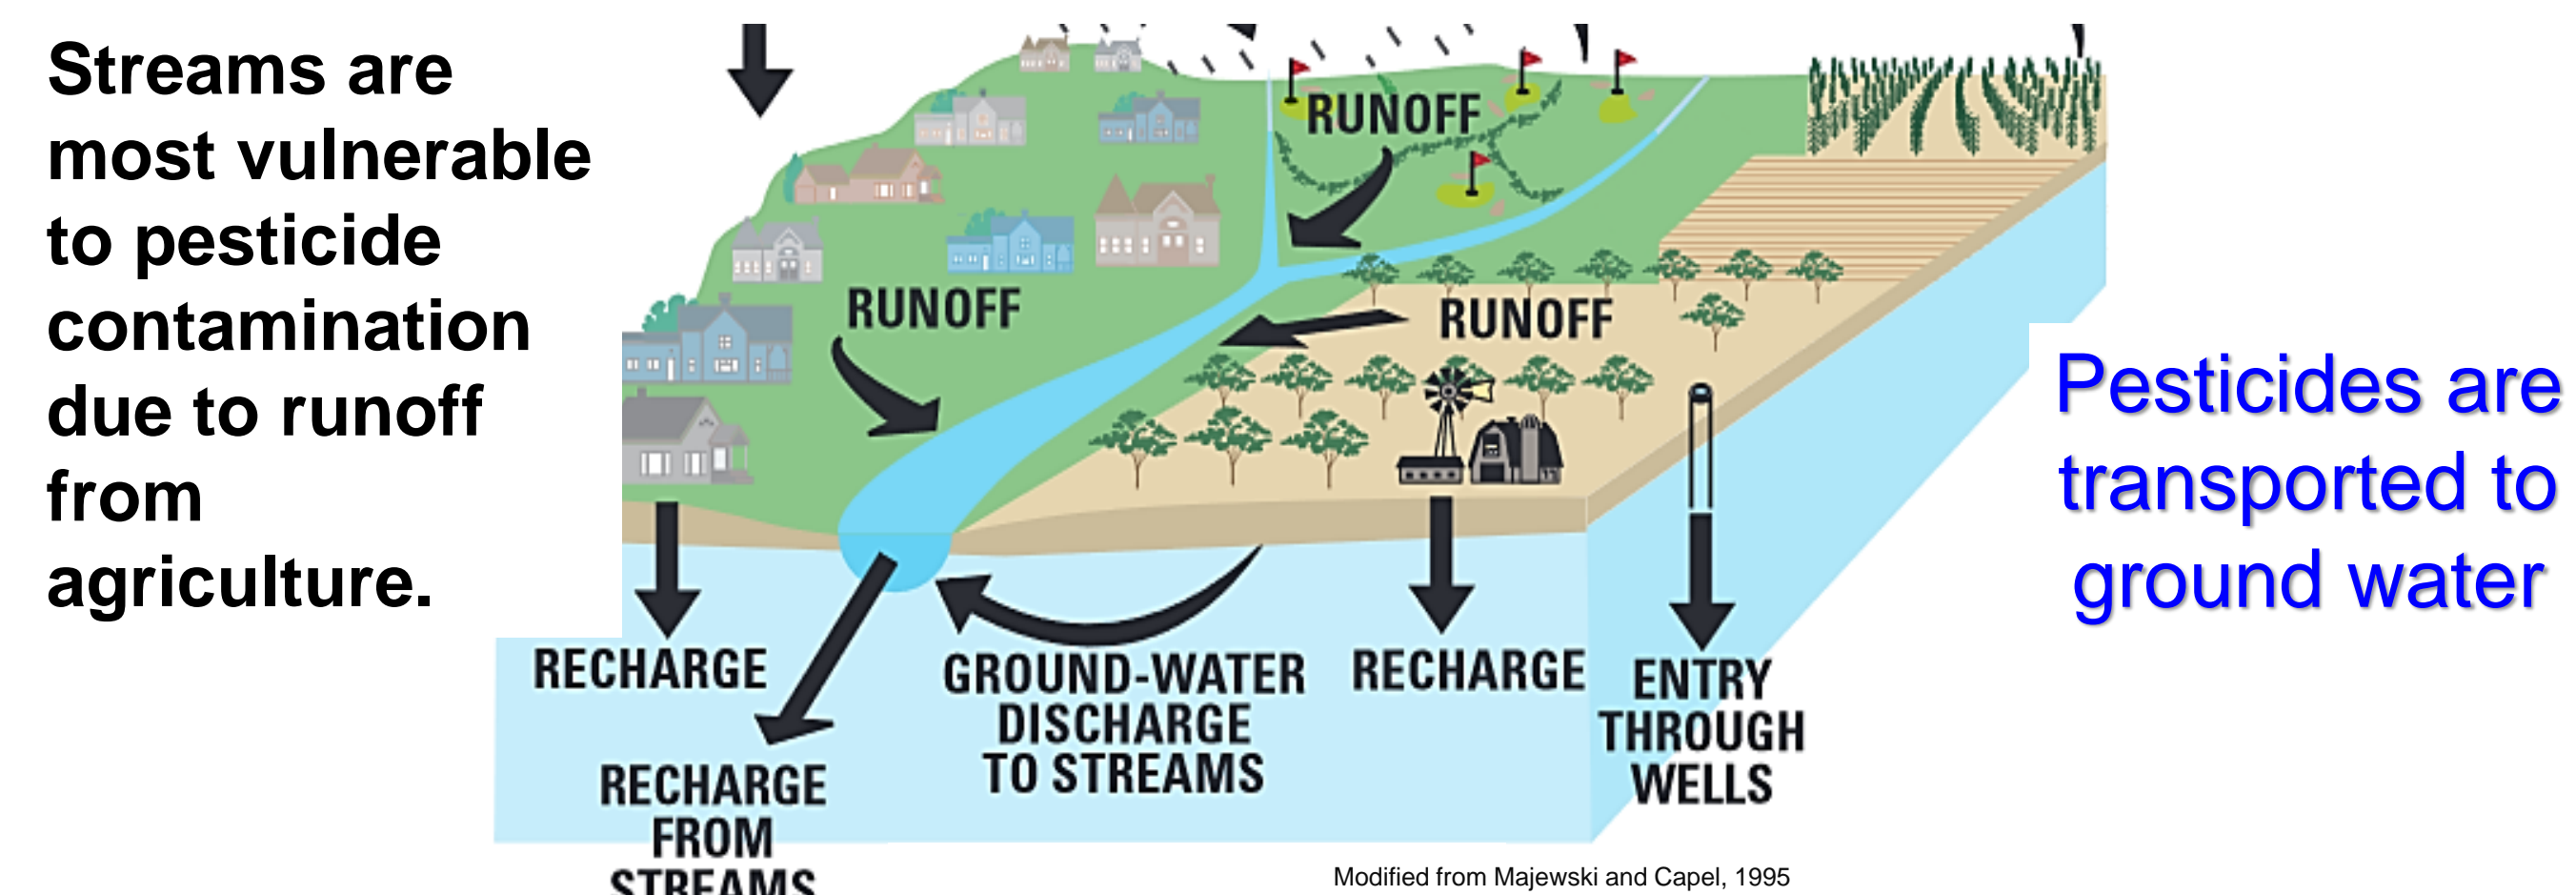 Streams are
most vulnerable
to pesticide
contamination
due to runoff
from
agriculture.
RUNOFF
RUNOFF
RUNOFF
Pesticides are
transported to
ground water
RECHARGE
GROUND-WATER
DISCHARGE
TO STREAMS
RECHARGE
ENTRY
THROUGH
WELLS
RECHARGE
FROM
STREAMS
Modified from Majewski and Capel, 1995